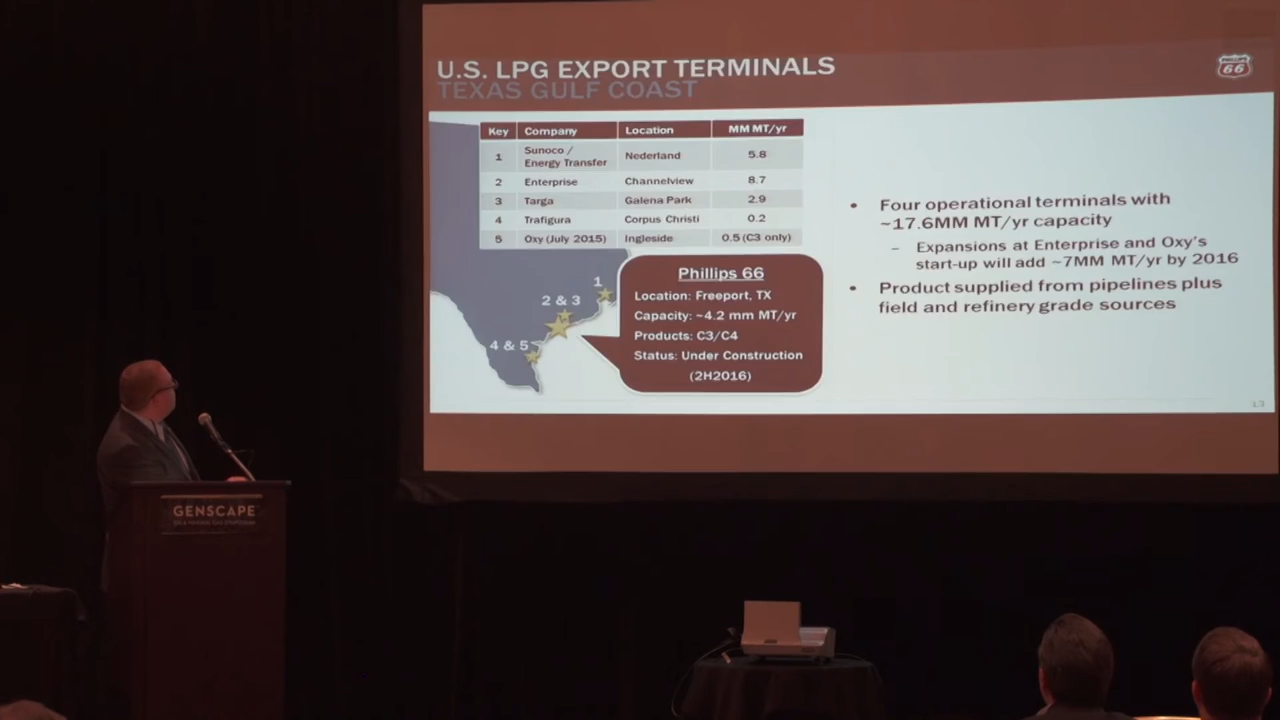 U.S. LPG EXPORT TERMINALS
TEXAS GULF COAST
PHILLIPS 66
Key Company Location MM MT/yr
1 Sunoco / Energy Transfer Nederland 5.8
2 Enterprise Channelview 8.7
3 Targa Galena Park 2.9
4 Trafigura Corpus Christi 0.2
5 Oxy (July 2015) Ingleside 0.5 (C3 only)
1
2 & 3
4 & 5
Phillips 66
Location: Freeport, TX
Capacity: ~4.2 mm MT/yr
Products: C3/C4
Status: Under Construction
(2H2016)
• Four operational terminals with
~17.6MM MT/yr capacity
– Expansions at Enterprise and Oxy's
start-up will add ~7MM MT/yr by 2016
• Product supplied from pipelines plus
field and refinery grade sources
13
GENSCAPE